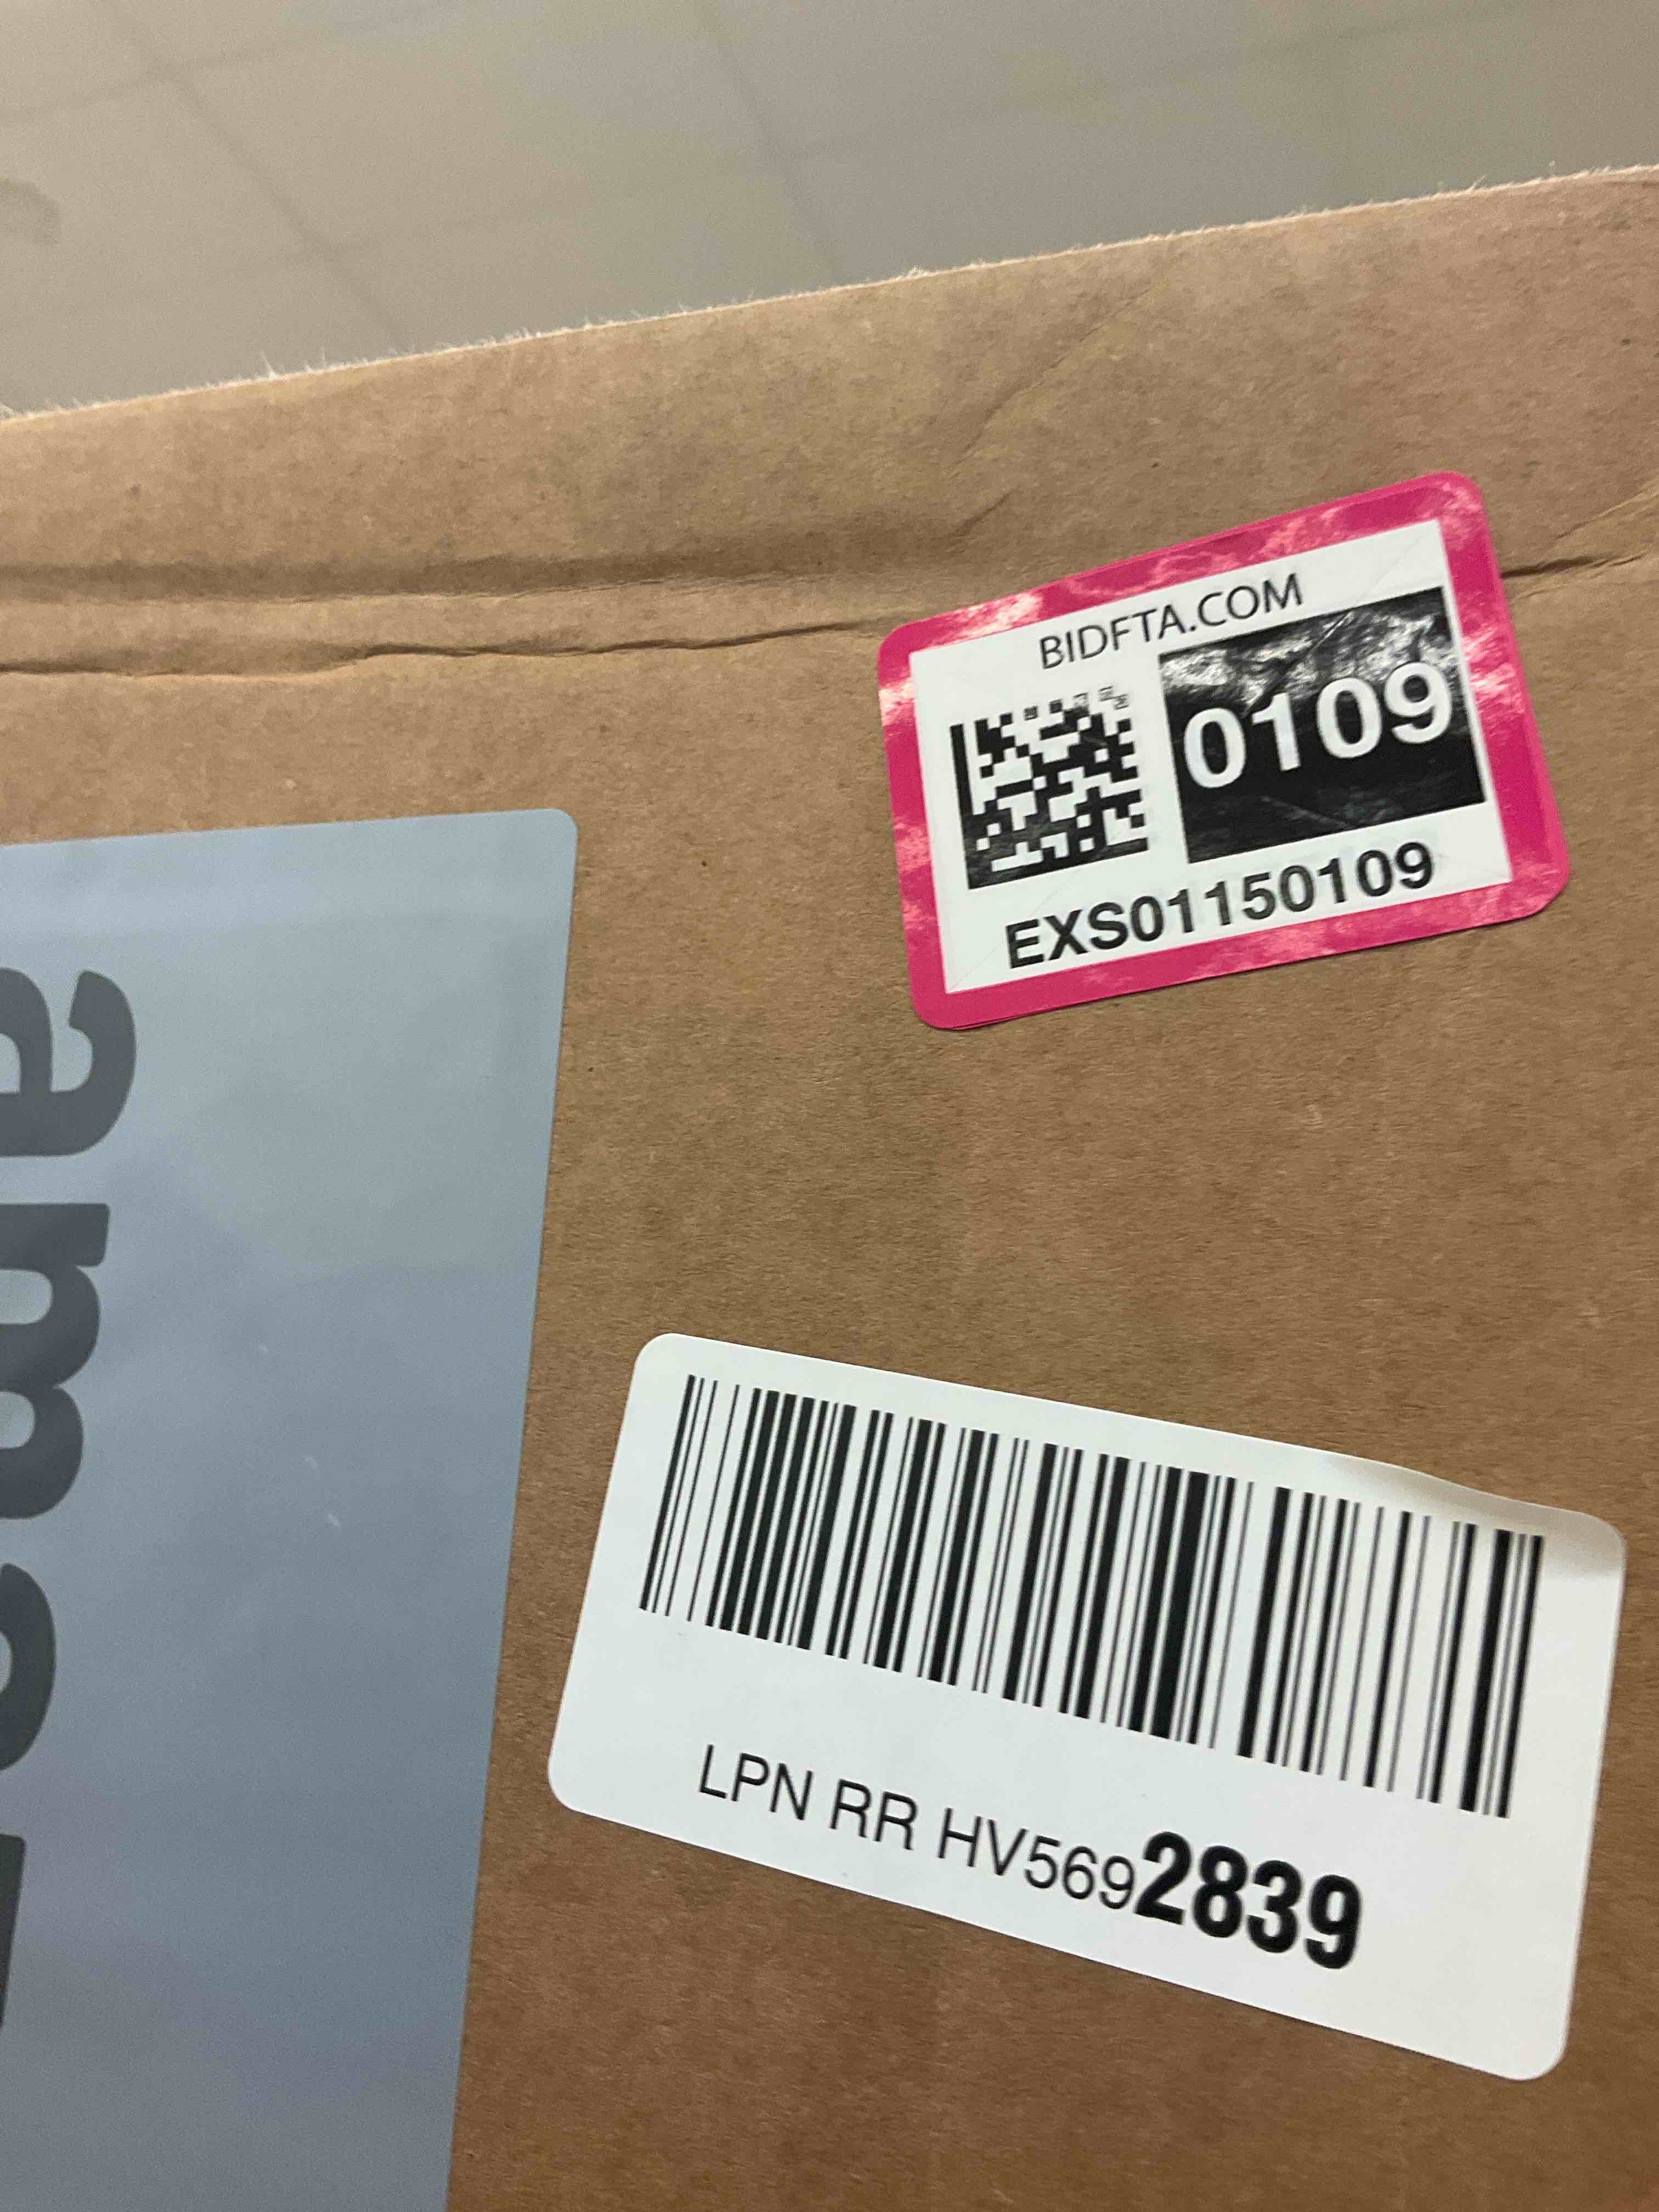 BIDFTA.COM
0109
EXS01150109
LPN RR HV5692839